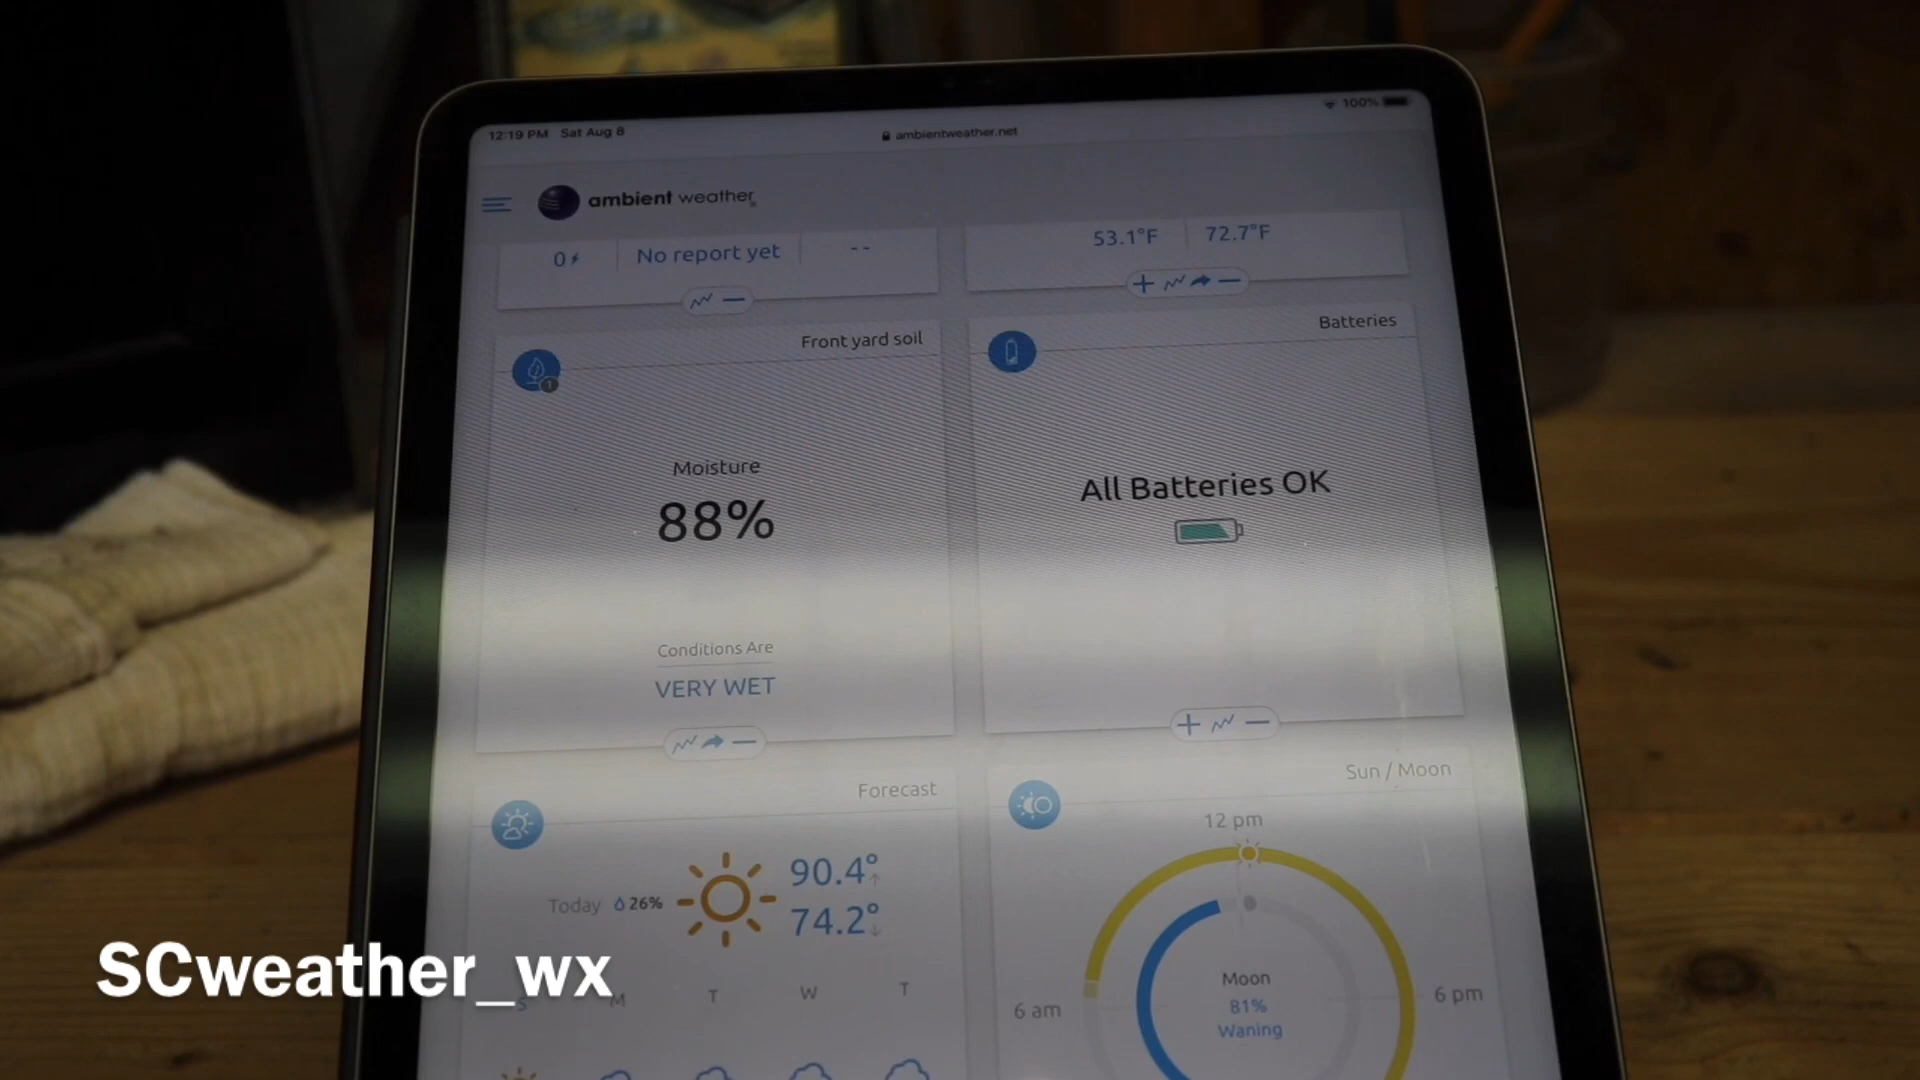 12:19 PM Sat Aug 8
ambientweather.net
100%
ambient weather
0
No report yet
--
53.1°F
72.7°F
Front yard soil
1
Moisture
88%
Conditions Are
VERY WET
Batteries
All Batteries OK
Forecast
Today 26%
90.4°
74.2°
S M T W T
Sun / Moon
12 pm
6 am
6 pm
Moon
81%
Waning
SCweather_wx